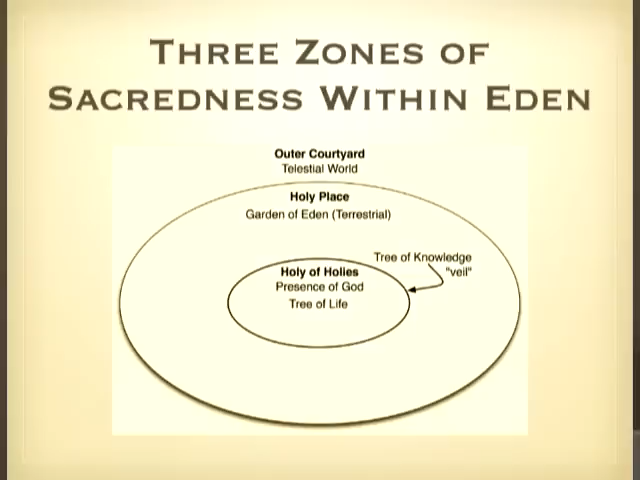 THREE ZONES OF
SACREDNESS WITHIN EDEN
Outer Courtyard
Telestial World
Holy Place
Garden of Eden (Terrestrial)
Tree of Knowledge
"veil"
Holy of Holies
Presence of God
Tree of Life